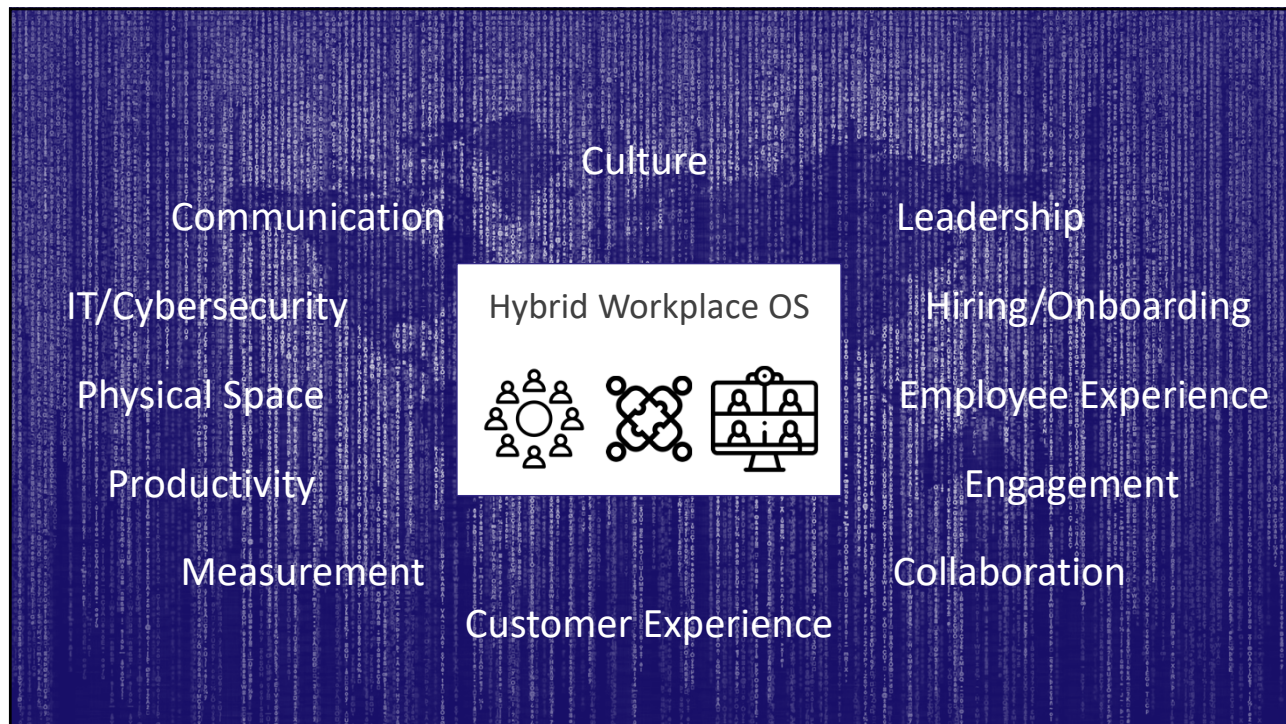 Culture
Communication
Leadership
IT/Cybersecurity
Hybrid Workplace OS
Hiring/Onboarding
Physical Space
Employee Experience
Productivity
Engagement
Measurement
Collaboration
Customer Experience